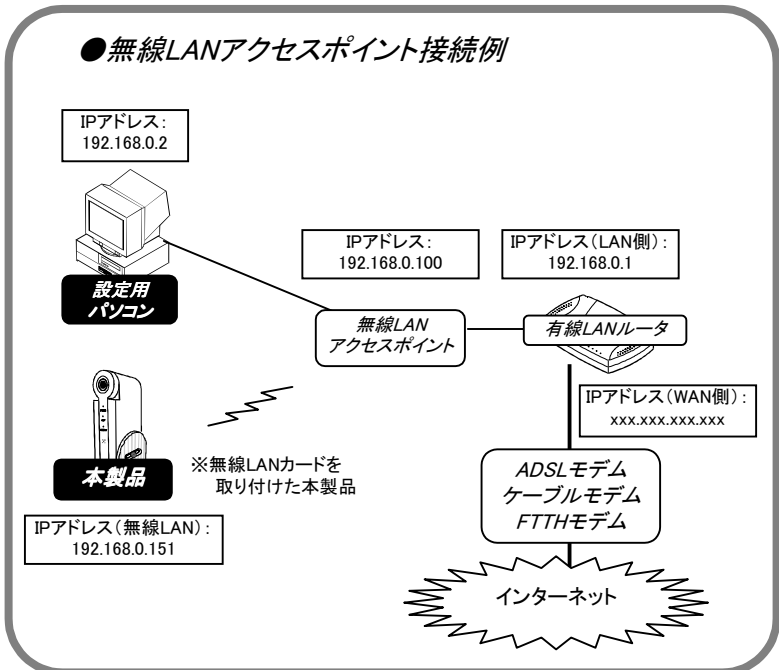 ●無線LANアクセスポイント接続例
IPアドレス:
192.168.0.2
設定用
パソコン
IPアドレス:
192.168.0.100
IPアドレス(LAN側):
192.168.0.1
無線LAN
アクセスポイント
有線LANルータ
IPアドレス(WAN側):
xxx.xxx.xxx.xxx
本製品
※無線LANカードを
取り付けた本製品
IPアドレス(無線LAN):
192.168.0.151
ADSLモデム
ケーブルモデム
FTTHモデム
インターネット